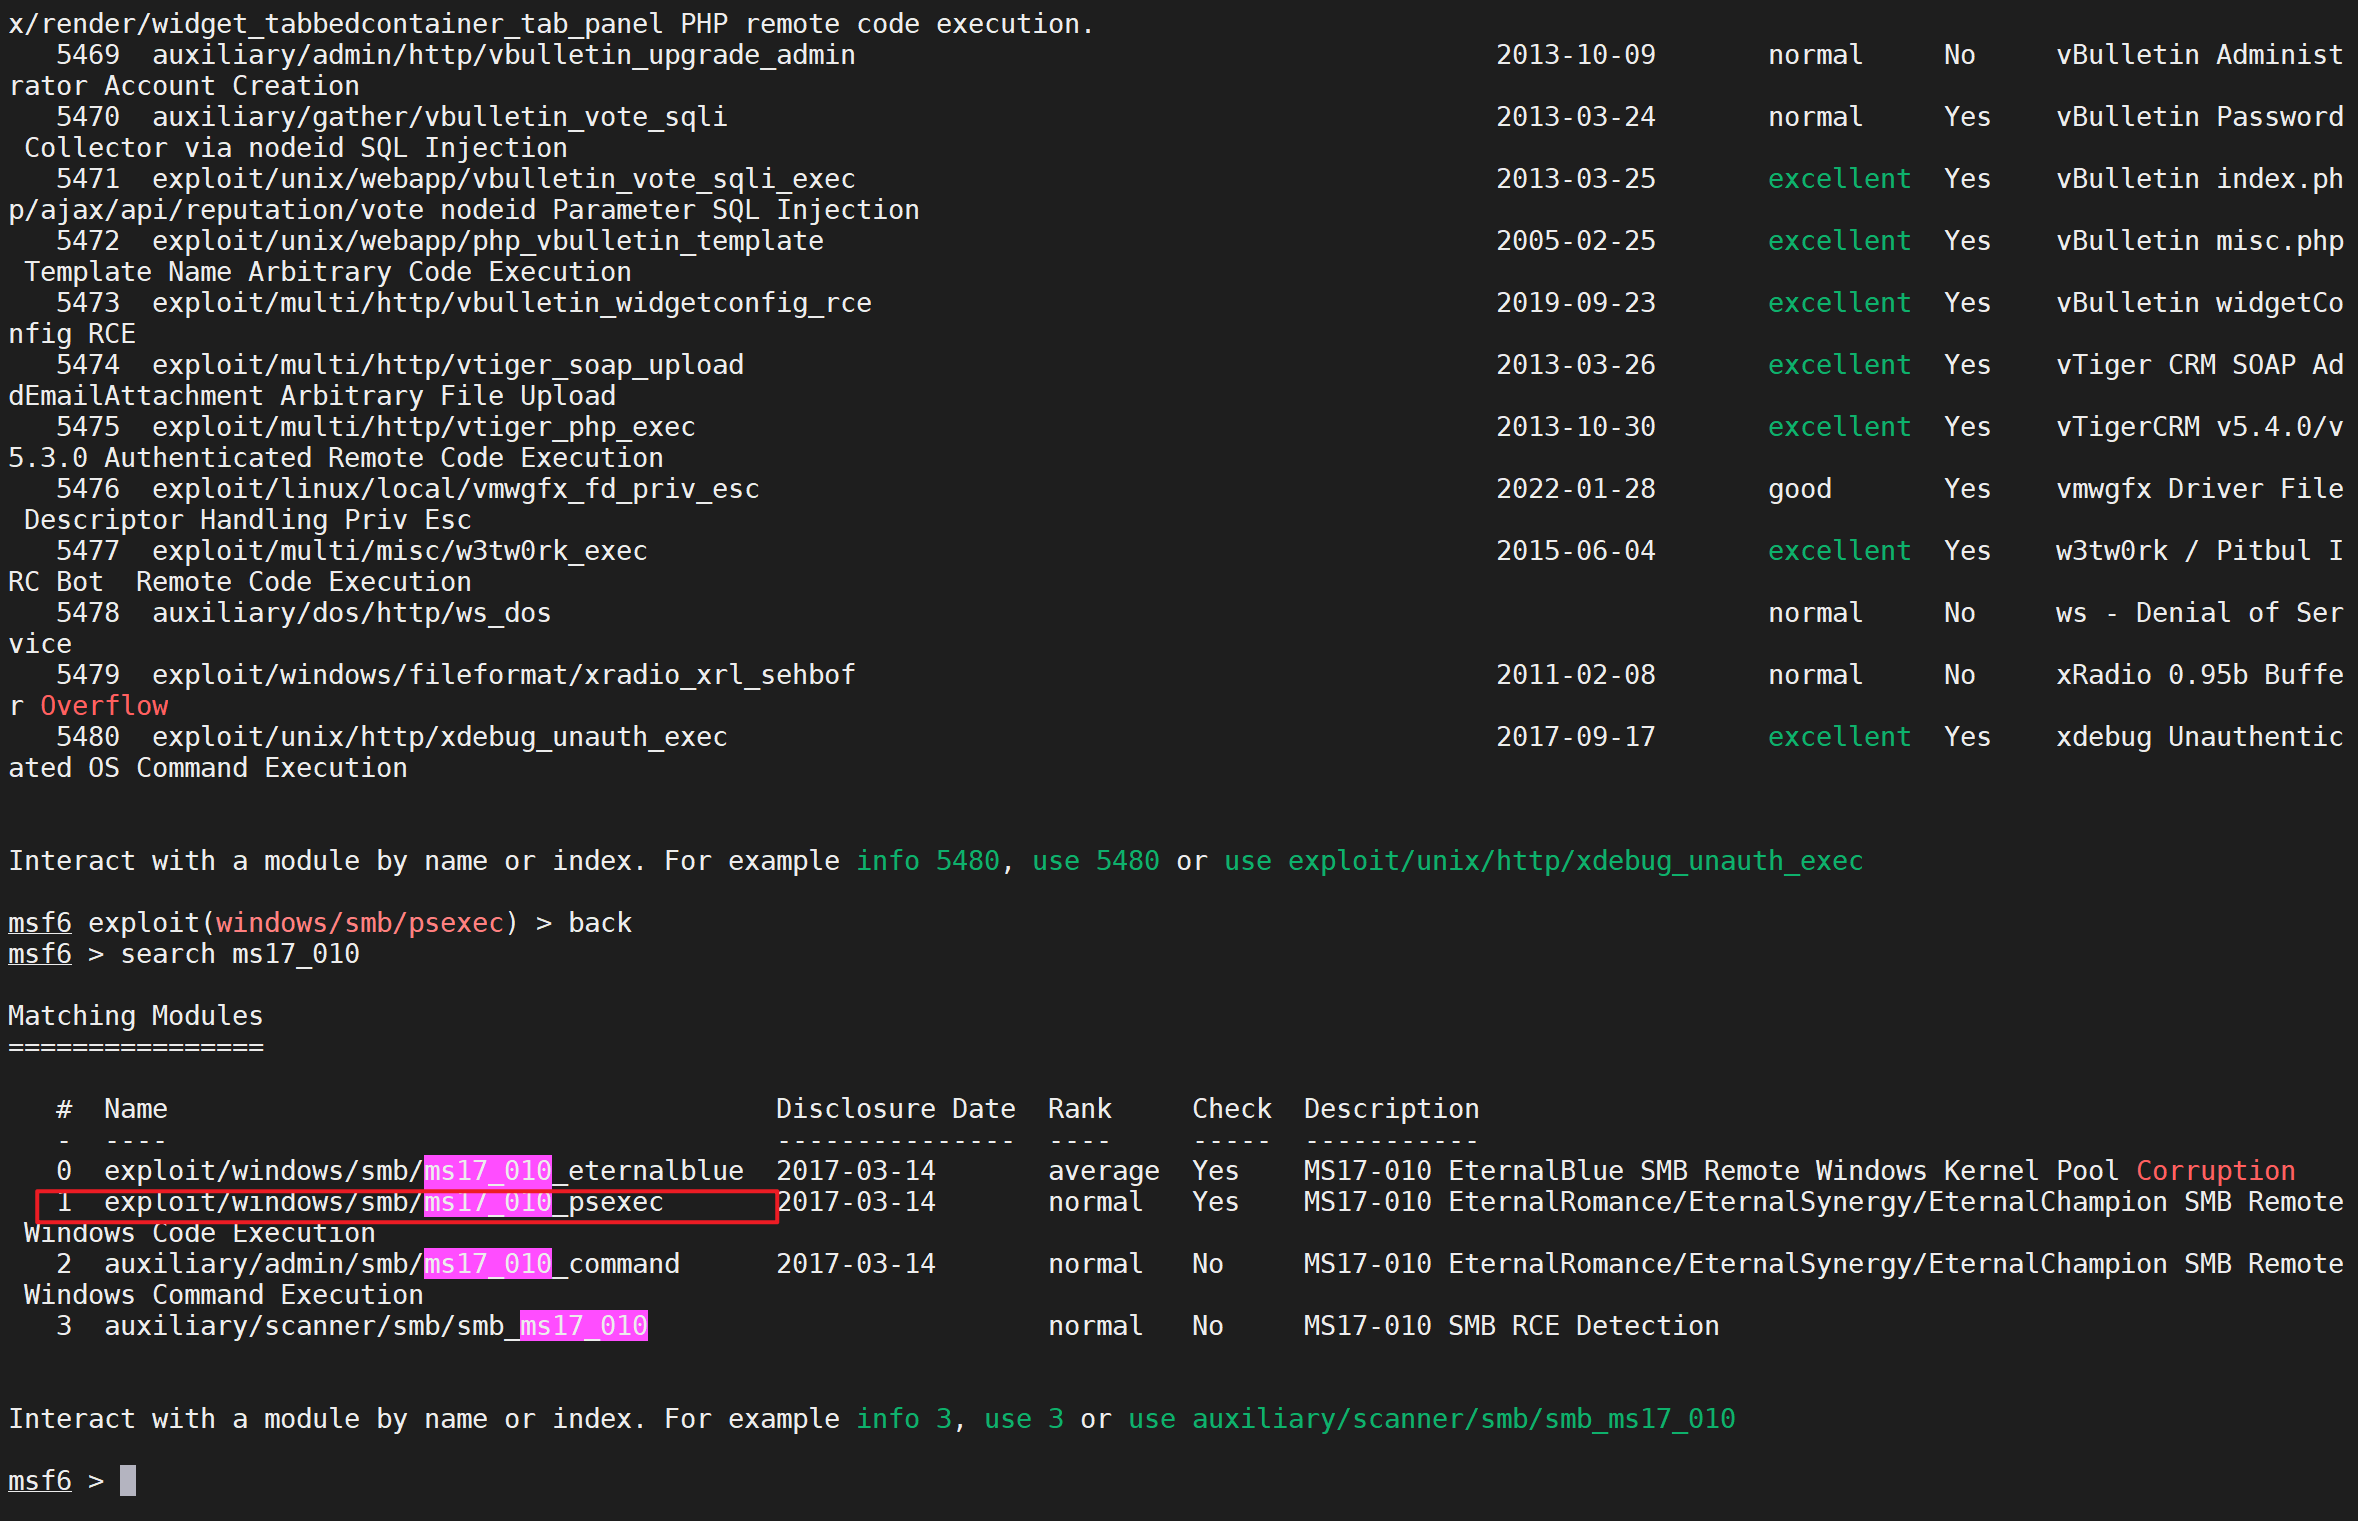 x/render/widget_tabbedcontainer_tab_panel PHP remote code execution.
   5469  auxiliary/admin/http/vbulletin_upgrade_admin                                        2013-10-09       normal     No     vBulletin Administ
rator Account Creation
   5470  auxiliary/gather/vbulletin_vote_sqli                                                2013-03-24       normal     Yes    vBulletin Password
 Collector via nodeid SQL Injection
   5471  exploit/unix/webapp/vbulletin_vote_sqli_exec                                        2013-03-25       excellent  Yes    vBulletin index.ph
p/ajax/api/reputation/vote nodeid Parameter SQL Injection
   5472  exploit/unix/webapp/php_vbulletin_template                                          2005-02-25       excellent  Yes    vBulletin misc.php
 Template Name Arbitrary Code Execution
   5473  exploit/multi/http/vbulletin_widgetconfig_rce                                       2019-09-23       excellent  Yes    vBulletin widgetCo
nfig RCE
   5474  exploit/multi/http/vtiger_soap_upload                                               2013-03-26       excellent  Yes    vTiger CRM SOAP Ad
dEmailAttachment Arbitrary File Upload
   5475  exploit/multi/http/vtiger_php_exec                                                  2013-10-30       excellent  Yes    vTigerCRM v5.4.0/v
5.3.0 Authenticated Remote Code Execution
   5476  exploit/linux/local/vmwgfx_fd_priv_esc                                              2022-01-28       good       Yes    vmwgfx Driver File
 Descriptor Handling Priv Esc
   5477  exploit/multi/misc/w3tw0rk_exec                                                     2015-06-04       excellent  Yes    w3tw0rk / Pitbul I
RC Bot  Remote Code Execution
   5478  auxiliary/dos/http/ws_dos                                                                            normal     No     ws - Denial of Ser
vice
   5479  exploit/windows/fileformat/xradio_xrl_sehbof                                        2011-02-08       normal     No     xRadio 0.95b Buffe
r Overflow
   5480  exploit/unix/http/xdebug_unauth_exec                                                2017-09-17       excellent  Yes    xdebug Unauthentic
ated OS Command Execution
Interact with a module by name or index. For example info 5480, use 5480 or use exploit/unix/http/xdebug_unauth_exec
msf6 exploit(windows/smb/psexec) > back
msf6 > search ms17_010
Matching Modules
================
   #  Name                                      Disclosure Date  Rank     Check  Description
   -  ----                                      ---------------  ----     -----  -----------
   0  exploit/windows/smb/ms17_010_eternalblue  2017-03-14       average  Yes    MS17-010 EternalBlue SMB Remote Windows Kernel Pool Corruption
   1  exploit/windows/smb/ms17_010_psexec       2017-03-14       normal   Yes    MS17-010 EternalRomance/EternalSynergy/EternalChampion SMB Remote
 Windows Code Execution
   2  auxiliary/admin/smb/ms17_010_command      2017-03-14       normal   No     MS17-010 EternalRomance/EternalSynergy/EternalChampion SMB Remote
 Windows Command Execution
   3  auxiliary/scanner/smb/smb_ms17_010                         normal   No     MS17-010 SMB RCE Detection
Interact with a module by name or index. For example info 3, use 3 or use auxiliary/scanner/smb/smb_ms17_010
msf6 >